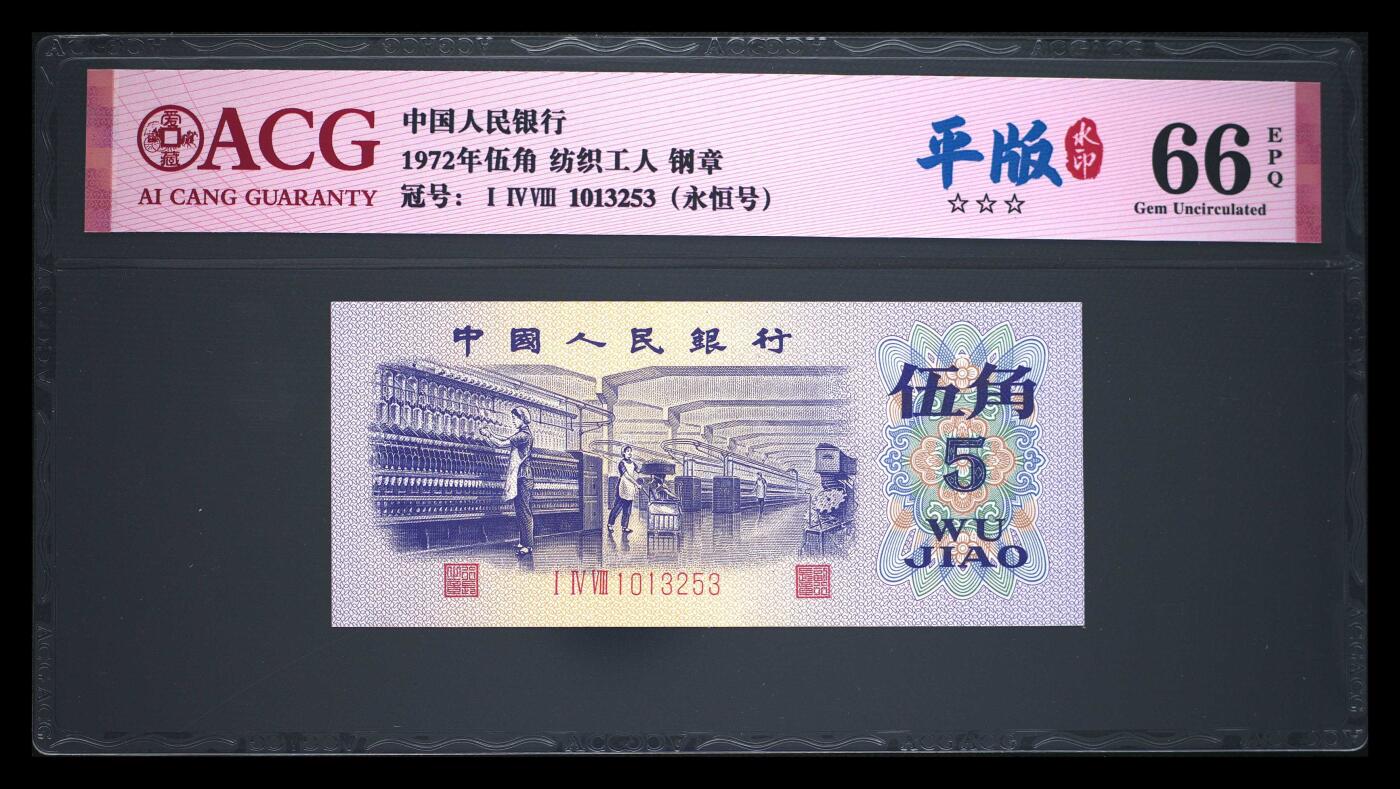 爱藏
ACG
AI CANG GUARANTY
中国人民银行
1972年伍角 纺织工人 钢章
冠号: I IV VIII 1013253 (永恒号)
平版
水印
☆☆☆
66
EPQ
Gem Uncirculated
中國人民銀行
伍角
5
WU
JIAO
I IV VIII 1013253